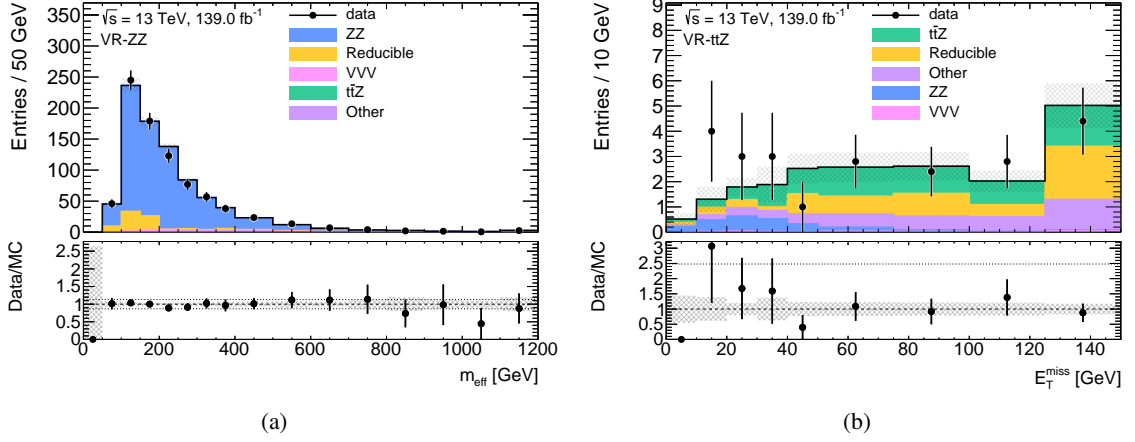 √s = 13 TeV, 139.0 fb⁻¹
VR-ZZ
data
ZZ
Reducible
VVV
tt̄Z
Other
Entries / 50 GeV
350
300
250
200
150
100
50
0
Data/MC
2.5
2
1.5
1
0.5
0
0 200 400 600 800 1000 1200
m_eff [GeV]
(a)
√s = 13 TeV, 139.0 fb⁻¹
VR-ttZ
data
tt̄Z
Reducible
Other
ZZ
VVV
Entries / 10 GeV
9
8
7
6
5
4
3
2
1
0
Data/MC
3
2.5
2
1.5
1
0.5
0
0 20 40 60 80 100 120 140
E_T^miss [GeV]
(b)